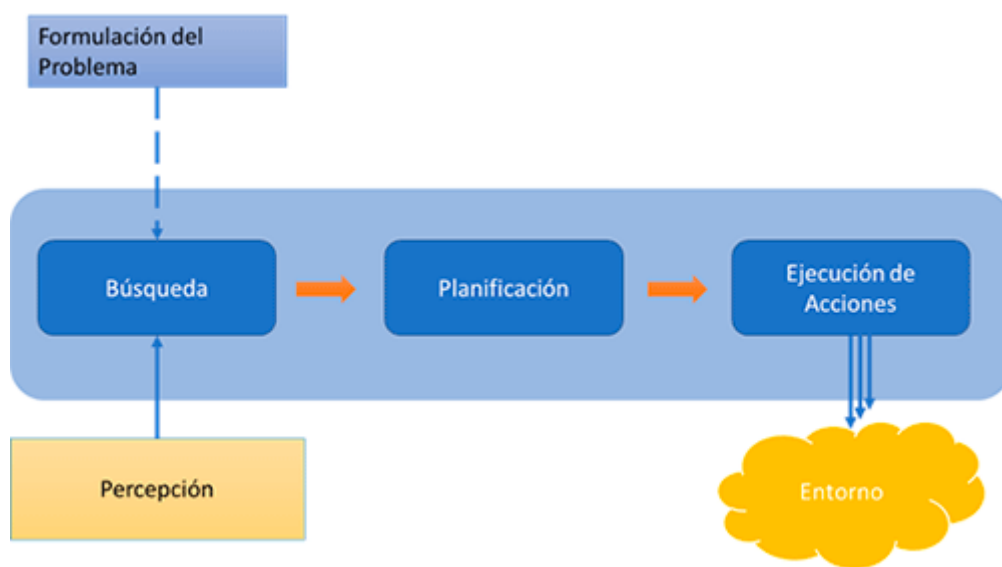 Formulación del
Problema
Búsqueda
Planificación
Ejecución de
Acciones
Percepción
Entorno